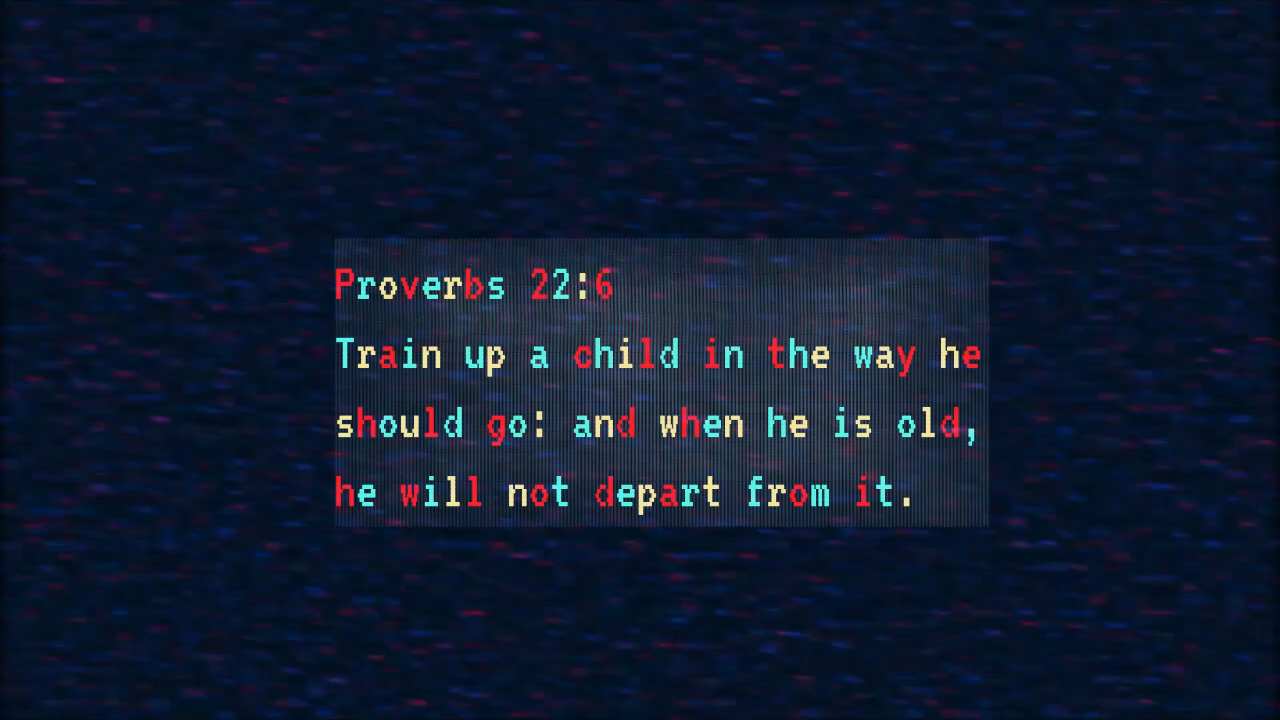 Proverbs 22:6
Train up a child in the way he
should go: and when he is old,
he will not depart from it.